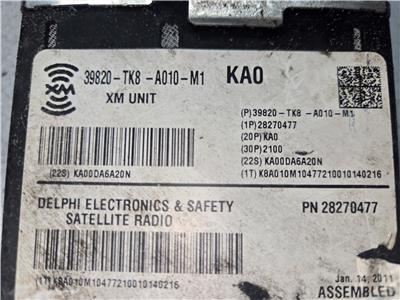 XM
39820-TK8-A010-M1 KA0
XM UNIT
(P)39820-TK8-A010-M1
(1P)28270477
(20P)KA0
(30P)2100
(22S) KA00DA6A20N
(1T) K8A010M10477210010140216
(22S) KA00DA6A20N
DELPHI ELECTRONICS & SAFETY
SATELLITE RADIO
PN 28270477
(1T) K8A010M10477210010140216
Jan. 14, 2011
ASSEMBLED